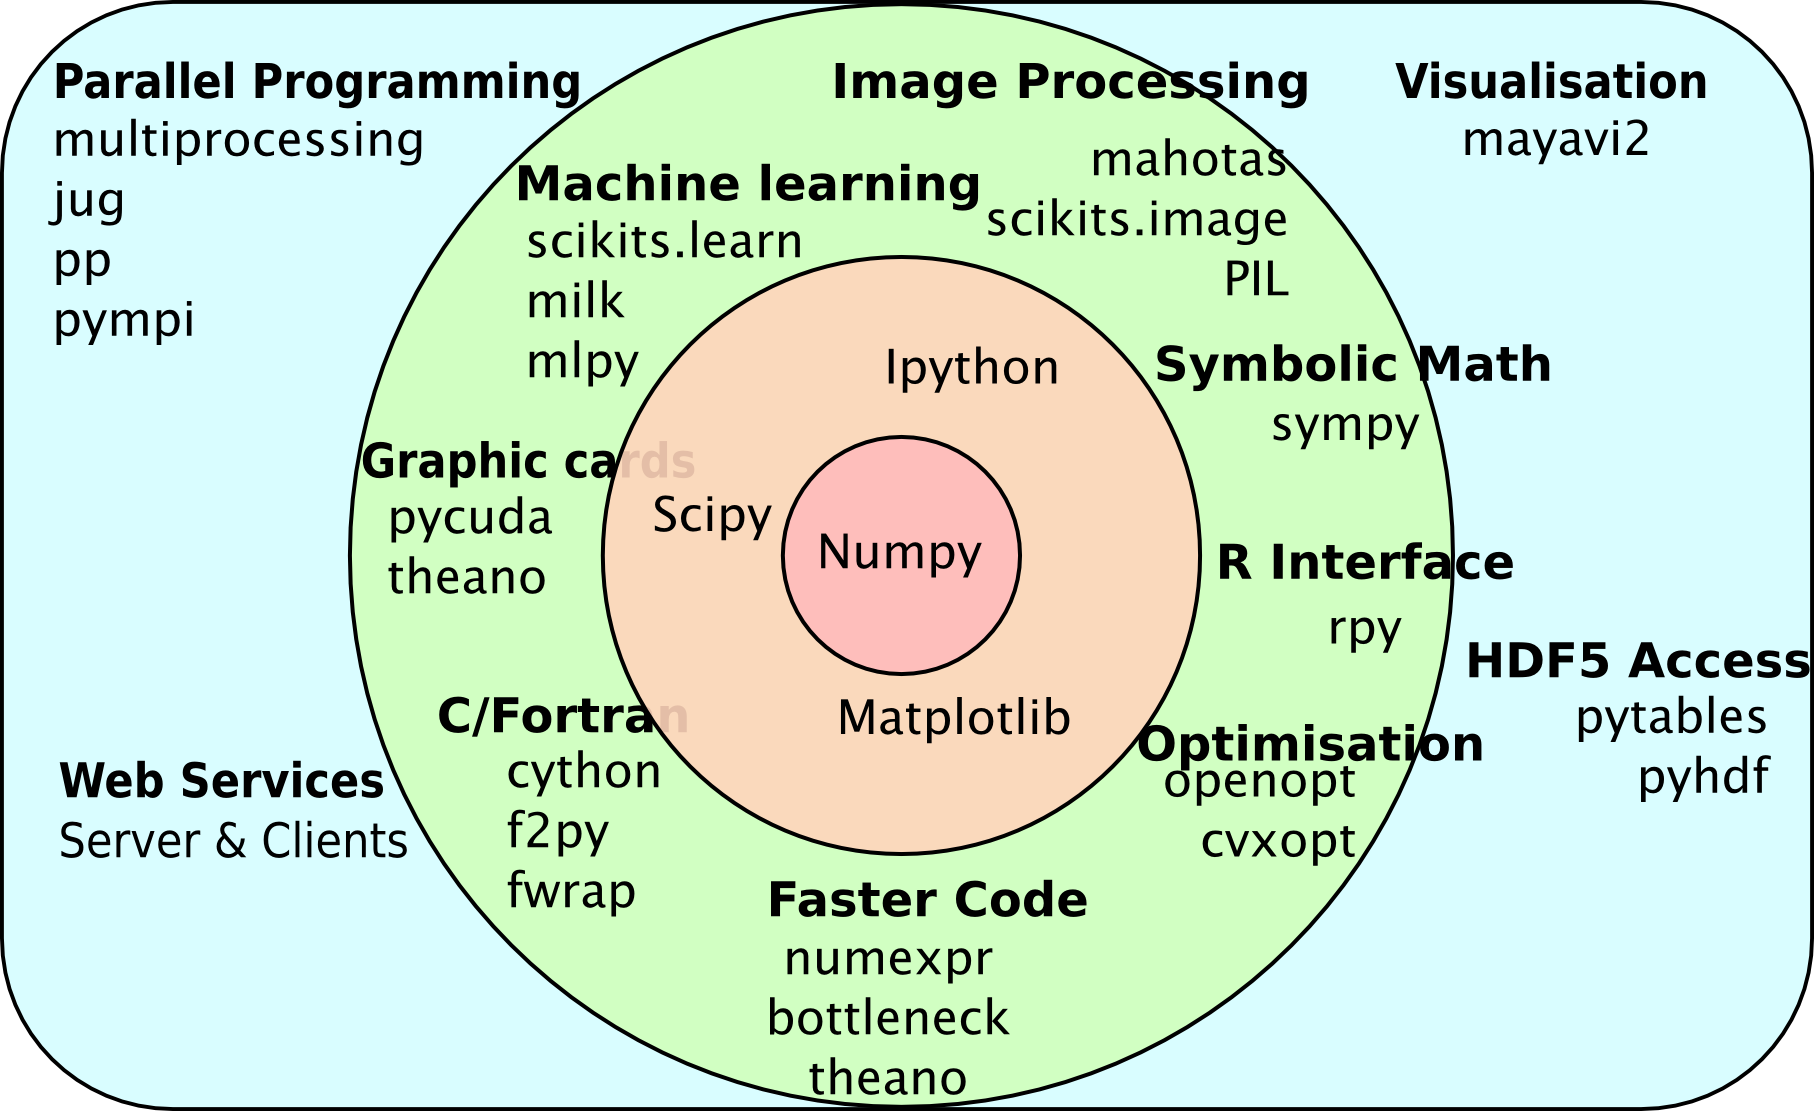 Parallel Programming
multiprocessing
jug
pp
pympi
Image Processing
mahotas
scikits.image
PIL
Visualisation
mayavi2
Machine learning
scikits.learn
milk
mlpy
Ipython
Symbolic Math
sympy
Graphic cards
pycuda
theano
Scipy
Numpy
R Interface
rpy
HDF5 Access
pytables
pyhdf
C/Fortran
cython
f2py
fwrap
Matplotlib
Optimisation
openopt
cvxopt
Web Services
Server & Clients
Faster Code
numexpr
bottleneck
theano